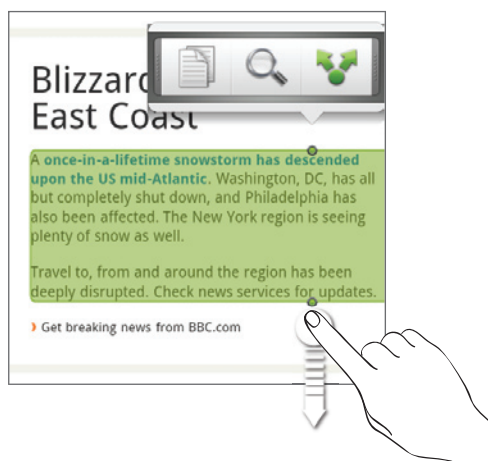 Blizzard
East Coast
A once-in-a-lifetime snowstorm has descended
upon the US mid-Atlantic. Washington, DC, has all
but completely shut down, and Philadelphia has
also been affected. The New York region is seeing
plenty of snow as well.
Travel to, from and around the region has been
deeply disrupted. Check news services for updates.
Get breaking news from BBC.com